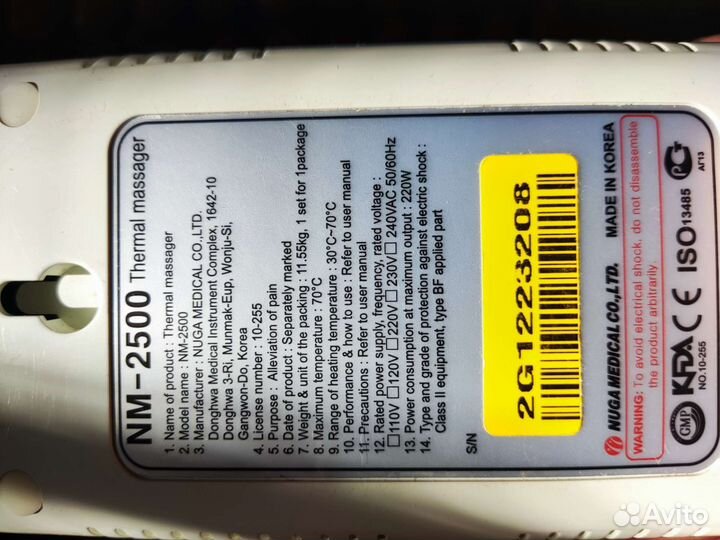 NM-2500 Thermal massager
1. Name of product : Thermal massager
2. Model name : NM-2500
3. Manufacturer : NUGA MEDICAL CO.,LTD.
Donghwa Medical Instrument Complex, 1642-10
Donghwa 3-Ri, Munmak-Eup, Wonju-Si,
Gangwon-Do, Korea
4. License number : 10-255
5. Purpose : Alleviation of pain
6. Date of product : Separately marked
7. Weight & unit of the packing : 11.55kg, 1 set for 1package
8. Maximum temperature : 70°C
9. Range of heating temperature : 30°C~70°C
10. Performance & how to use : Refer to user manual
11. Precautions : Refer to user manual
12. Rated power supply, frequency, rated voltage :
□110V □120V □220V □230V □240VAC 50/60Hz
13. Power consumption at maximum output : 220W
14. Type and grade of protection against electric shock :
Class II equipment, type BF applied part
S/N
2G1223208
NUGA MEDICAL CO.,LTD. MADE IN KOREA
WARNING: To avoid electrical shock, do not disassemble
the product arbitrarily.
GMP KFDA CE ISO 13485
NO.10-255
АГ13
Avito